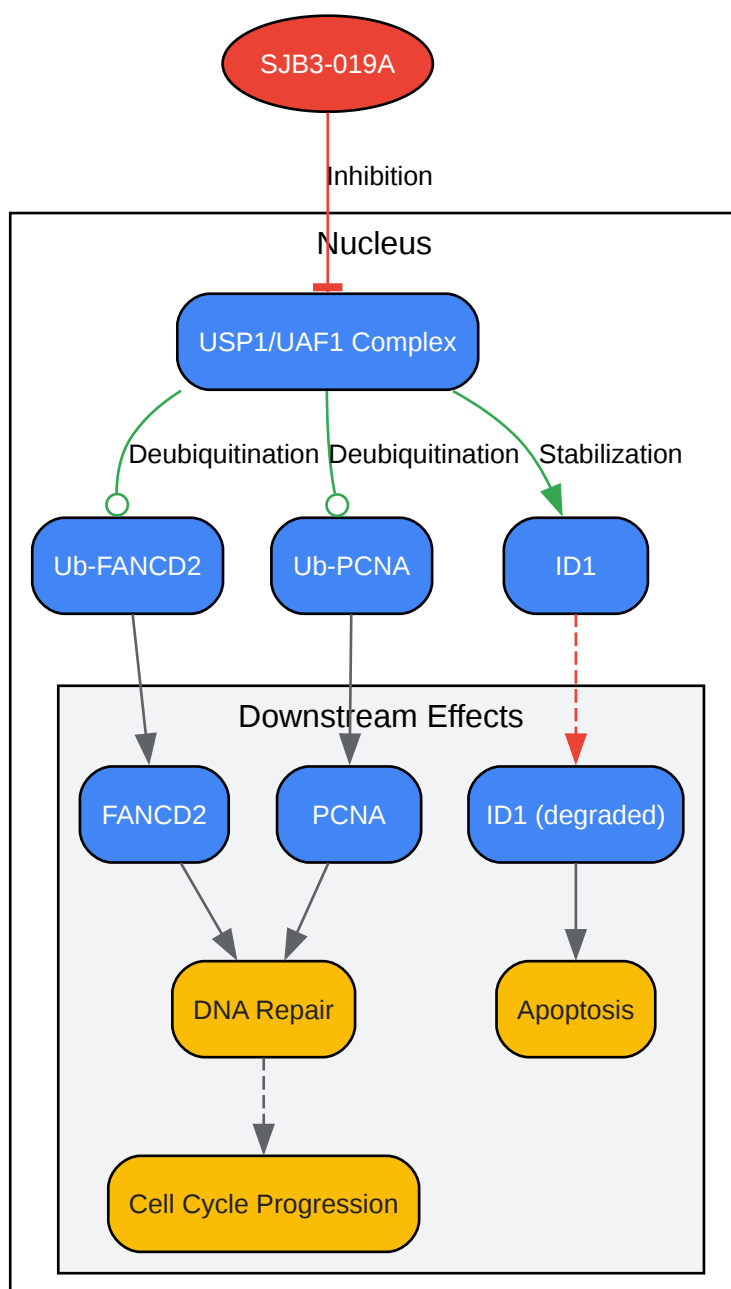 SJB3-019A
Inhibition
Nucleus
USP1/UAF1 Complex
Deubiquitination
Deubiquitination
Stabilization
Ub-FANCD2
Ub-PCNA
ID1
Downstream Effects
FANCD2
PCNA
ID1 (degraded)
DNA Repair
Apoptosis
Cell Cycle Progression